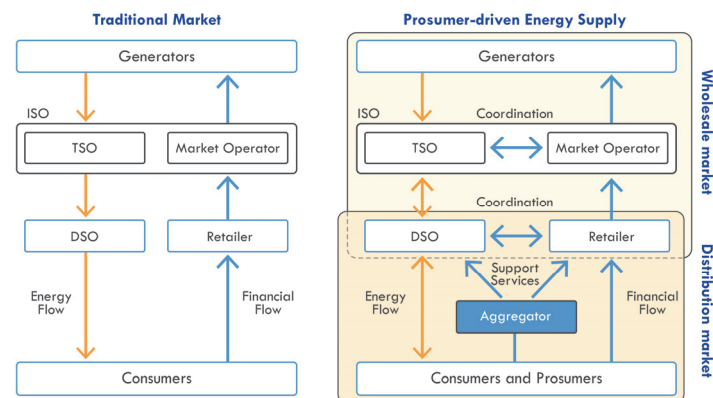 Traditional Market
Generators
ISO
TSO
Market Operator
DSO
Retailer
Energy
Flow
Financial
Flow
Consumers
Prosumer-driven Energy Supply
Generators
ISO
Coordination
TSO
Market Operator
Coordination
DSO
Retailer
Support
Services
Energy
Flow
Aggregator
Financial
Flow
Consumers and Prosumers
Wholesale market
Distribution market